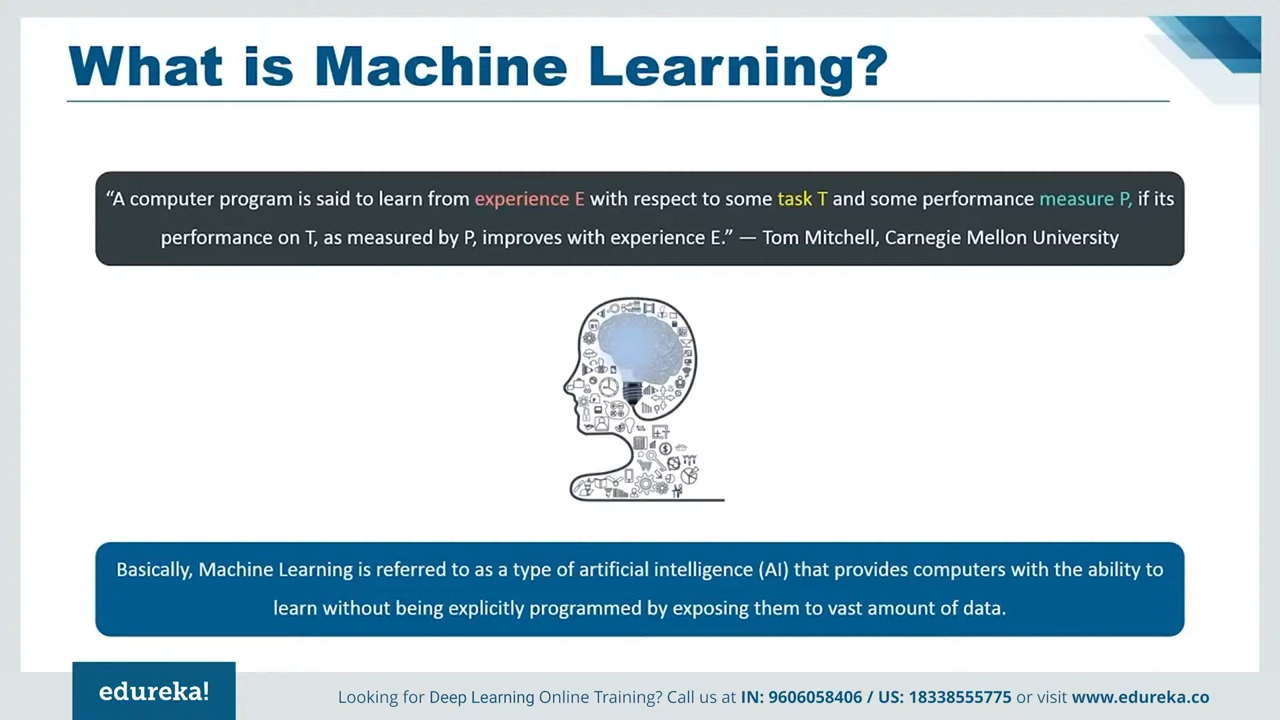 What is Machine Learning?
“A computer program is said to learn from experience E with respect to some task T and some performance measure P, if its
performance on T, as measured by P, improves with experience E.” — Tom Mitchell, Carnegie Mellon University
Basically, Machine Learning is referred to as a type of artificial intelligence (AI) that provides computers with the ability to
learn without being explicitly programmed by exposing them to vast amount of data.
edureka!
Looking for Deep Learning Online Training? Call us at IN: 9606058406 / US: 18338555775 or visit www.edureka.co